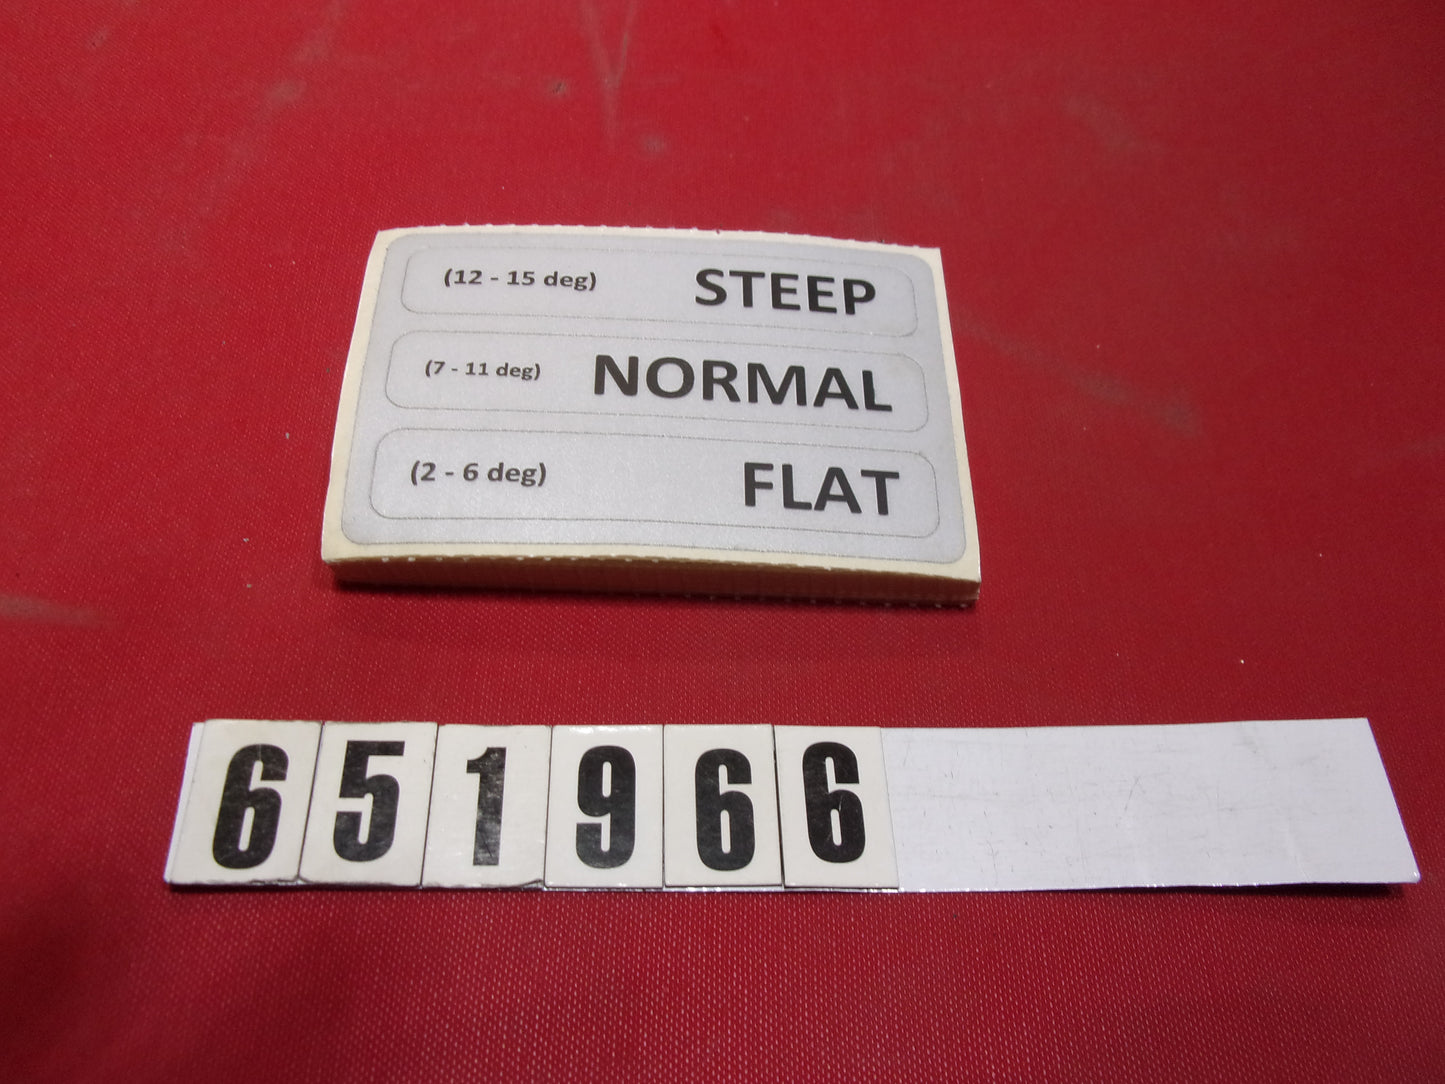 (12 - 15 deg) STEEP
(7 - 11 deg) NORMAL
(2 - 6 deg) FLAT
651966